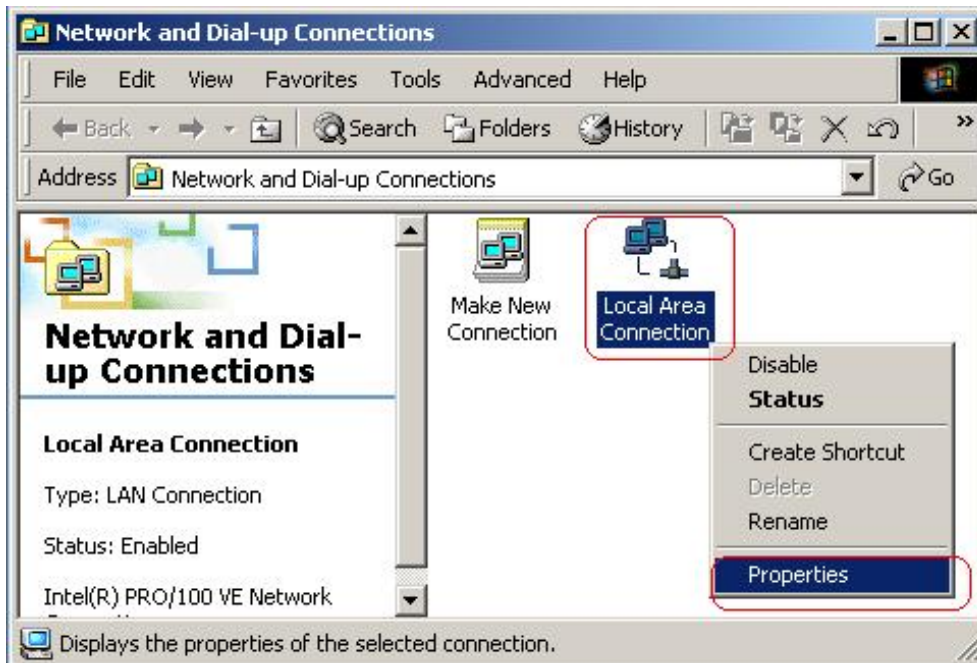 Network and Dial-up Connections
File Edit View Favorites Tools Advanced Help
Back Search Folders History »
Address Network and Dial-up Connections Go
Network and Dial-
up Connections
Local Area Connection
Type: LAN Connection
Status: Enabled
Intel(R) PRO/100 VE Network
Make New
Connection
Local Area
Connection
Disable
Status
Create Shortcut
Delete
Rename
Properties
Displays the properties of the selected connection.